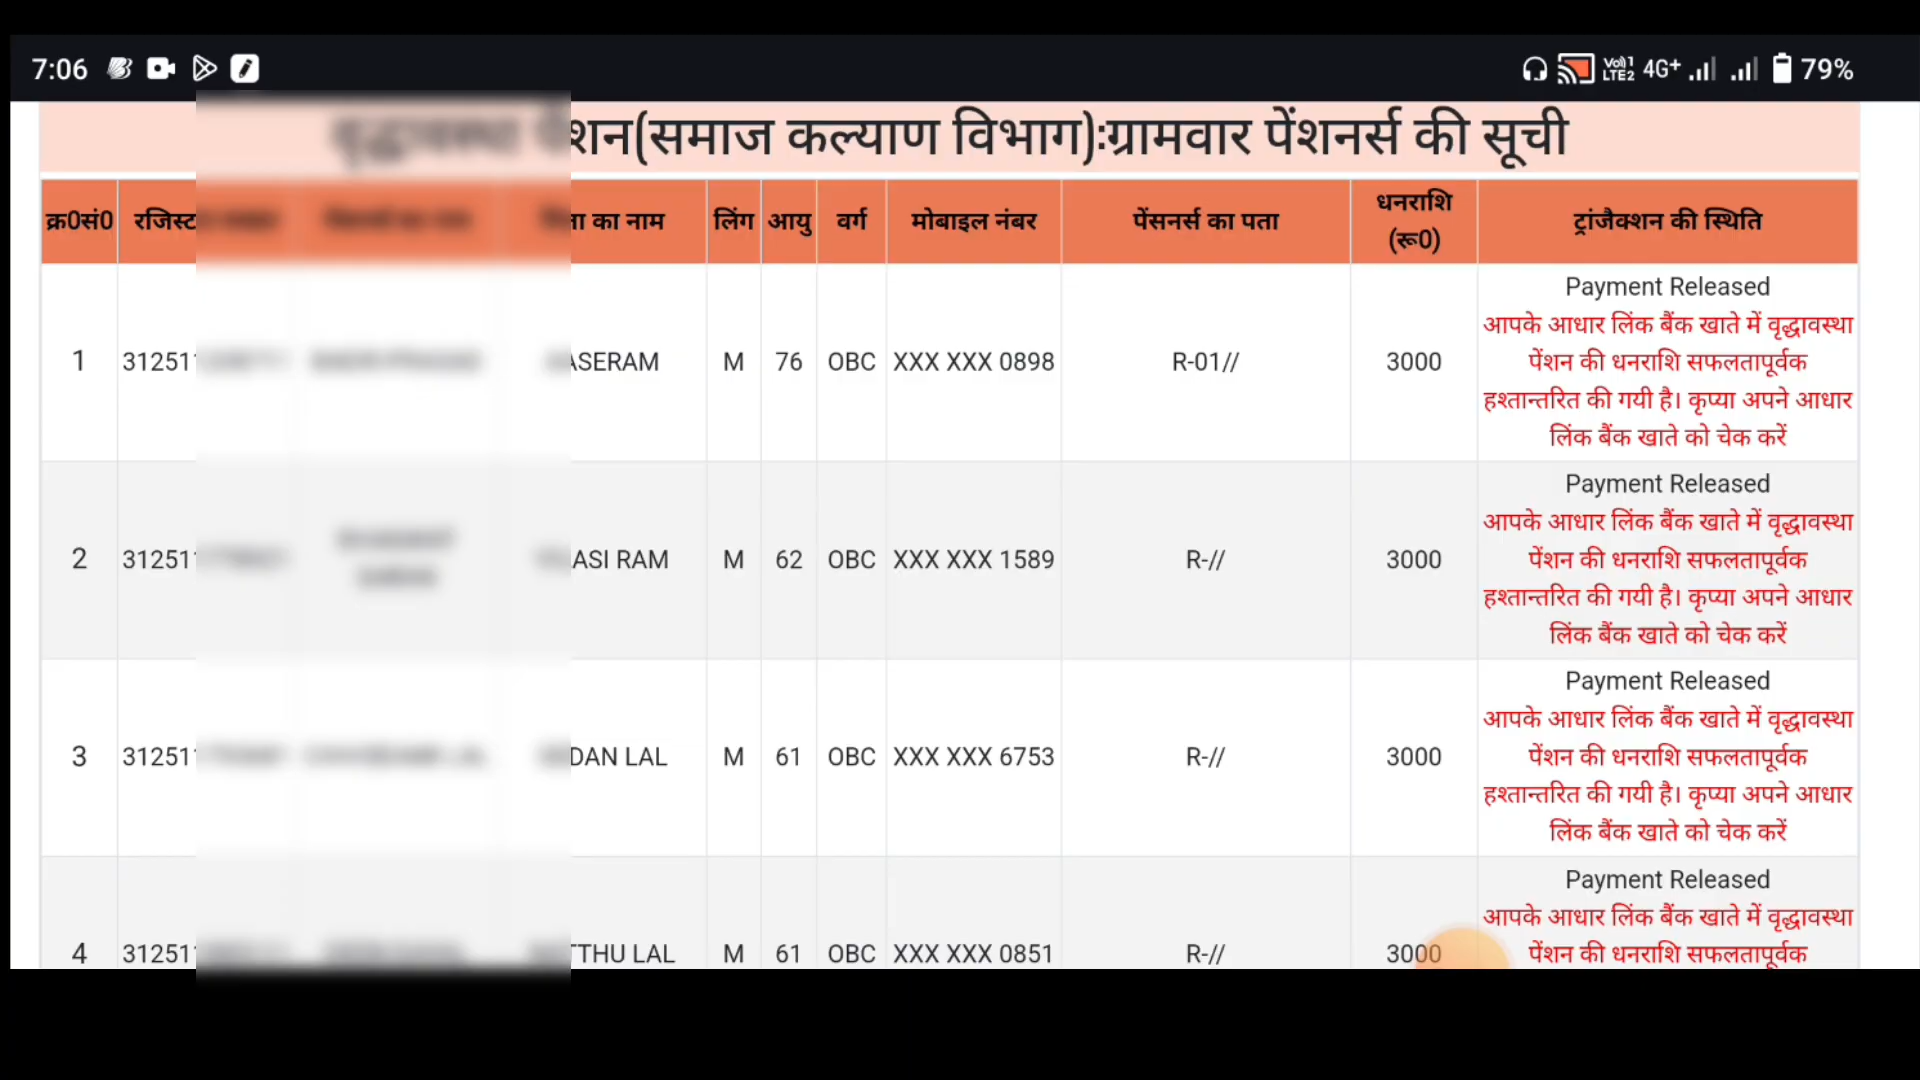 7:06 Vo)) 1 LTE2 4G+ 79%
पेंशन(समाज कल्याण विभाग):ग्रामवार पेंशनर्स की सूची
क्र0सं0 रजिस्ट का नाम लिंग आयु वर्ग मोबाइल नंबर पेंसनर्स का पता धनराशि (रू0) ट्रांजैक्शन की स्थिति
1 31251 ASERAM M 76 OBC XXX XXX 0898 R-01// 3000 Payment Released
आपके आधार लिंक बैंक खाते में वृद्धावस्था
पेंशन की धनराशि सफलतापूर्वक
हश्तान्तरित की गयी है। कृप्या अपने आधार
लिंक बैंक खाते को चेक करें
2 31251 ASI RAM M 62 OBC XXX XXX 1589 R-// 3000 Payment Released
आपके आधार लिंक बैंक खाते में वृद्धावस्था
पेंशन की धनराशि सफलतापूर्वक
हश्तान्तरित की गयी है। कृप्या अपने आधार
लिंक बैंक खाते को चेक करें
3 31251 DAN LAL M 61 OBC XXX XXX 6753 R-// 3000 Payment Released
आपके आधार लिंक बैंक खाते में वृद्धावस्था
पेंशन की धनराशि सफलतापूर्वक
हश्तान्तरित की गयी है। कृप्या अपने आधार
लिंक बैंक खाते को चेक करें
4 31251 TTHU LAL M 61 OBC XXX XXX 0851 R-// 3000 Payment Released
आपके आधार लिंक बैंक खाते में वृद्धावस्था
पेंशन की धनराशि सफलतापूर्वक